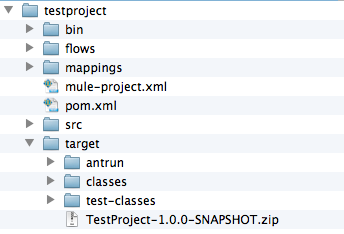 testproject
bin
flows
mappings
mule-project.xml
pom.xml
src
target
antrun
classes
test-classes
TestProject-1.0.0-SNAPSHOT.zip